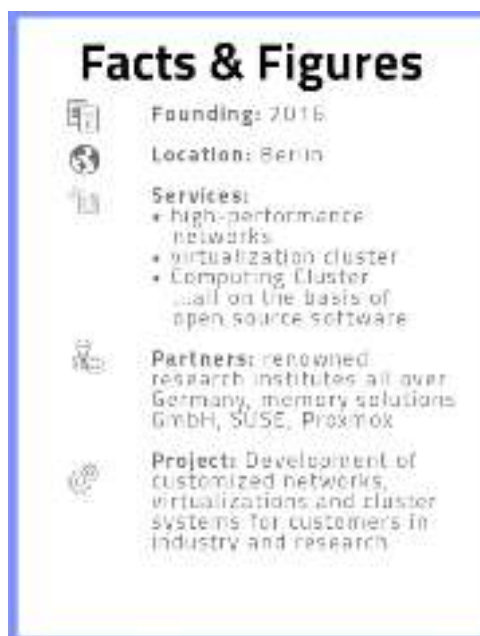 Facts & Figures
Founding: 2016
Location: Berlin
Services:
• high-performance
networks
• virtualization cluster
• Computing Cluster
...all on the basis of
open source software
Partners: renowned
research institutes all over
Germany, memory solutions
GmbH, SUSE, Proxmox
Project: Development of
customized networks,
virtualizations and cluster
systems for customers in
industry and research